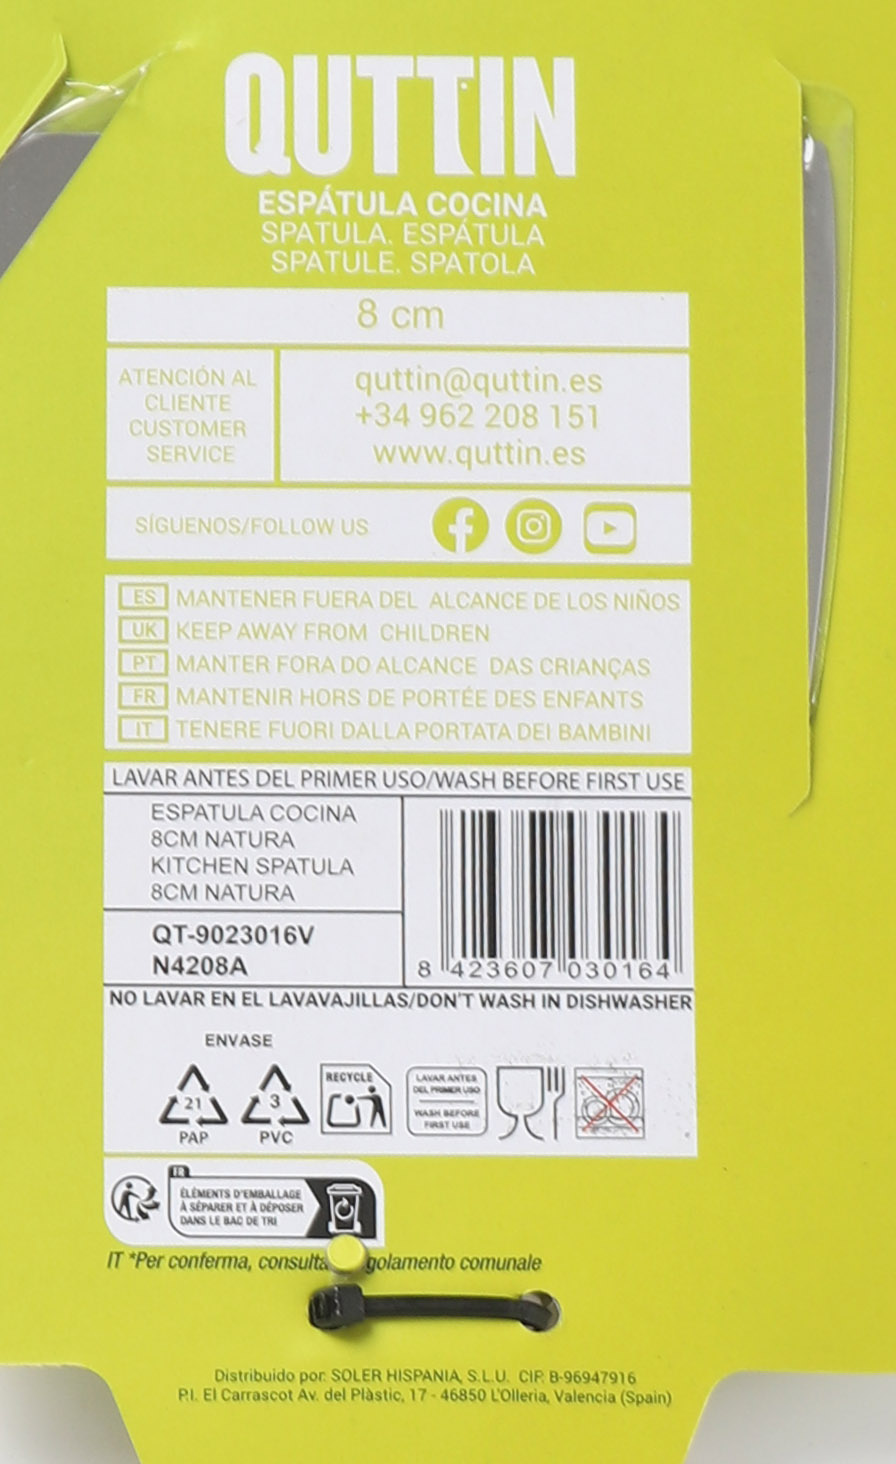 QUTTIN
ESPÁTULA COCINA
SPATULA. ESPÁTULA
SPATULE. SPATOLA
8 cm
ATENCIÓN AL
CLIENTE
CUSTOMER
SERVICE
quttin@quttin.es
+34 962 208 151
www.quttin.es
SÍGUENOS/FOLLOW US
ES MANTENER FUERA DEL ALCANCE DE LOS NIÑOS
UK KEEP AWAY FROM CHILDREN
PT MANTER FORA DO ALCANCE DAS CRIANÇAS
FR MANTENIR HORS DE PORTÉE DES ENFANTS
IT TENERE FUORI DALLA PORTATA DEI BAMBINI
LAVAR ANTES DEL PRIMER USO/WASH BEFORE FIRST USE
ESPATULA COCINA
8CM NATURA
KITCHEN SPATULA
8CM NATURA
QT-9023016V
N4208A
8 423607 030164
NO LAVAR EN EL LAVAVAJILLAS/DON'T WASH IN DISHWASHER
ENVASE
21
PAP
3
PVC
RECYCLE
LAVAR ANTES
DEL PRIMER USO
WASH BEFORE
FIRST USE
FR
ÉLÉMENTS D'EMBALLAGE
À SÉPARER ET À DÉPOSER
DANS LE BAC DE TRI
IT *Per conferma, consulta golamento comunale
Distribuido por: SOLER HISPANIA, S.L.U. CIF: B-96947916
P.I. El Carrascot Av. del Plàstic, 17 - 46850 L'Olleria, Valencia (Spain)